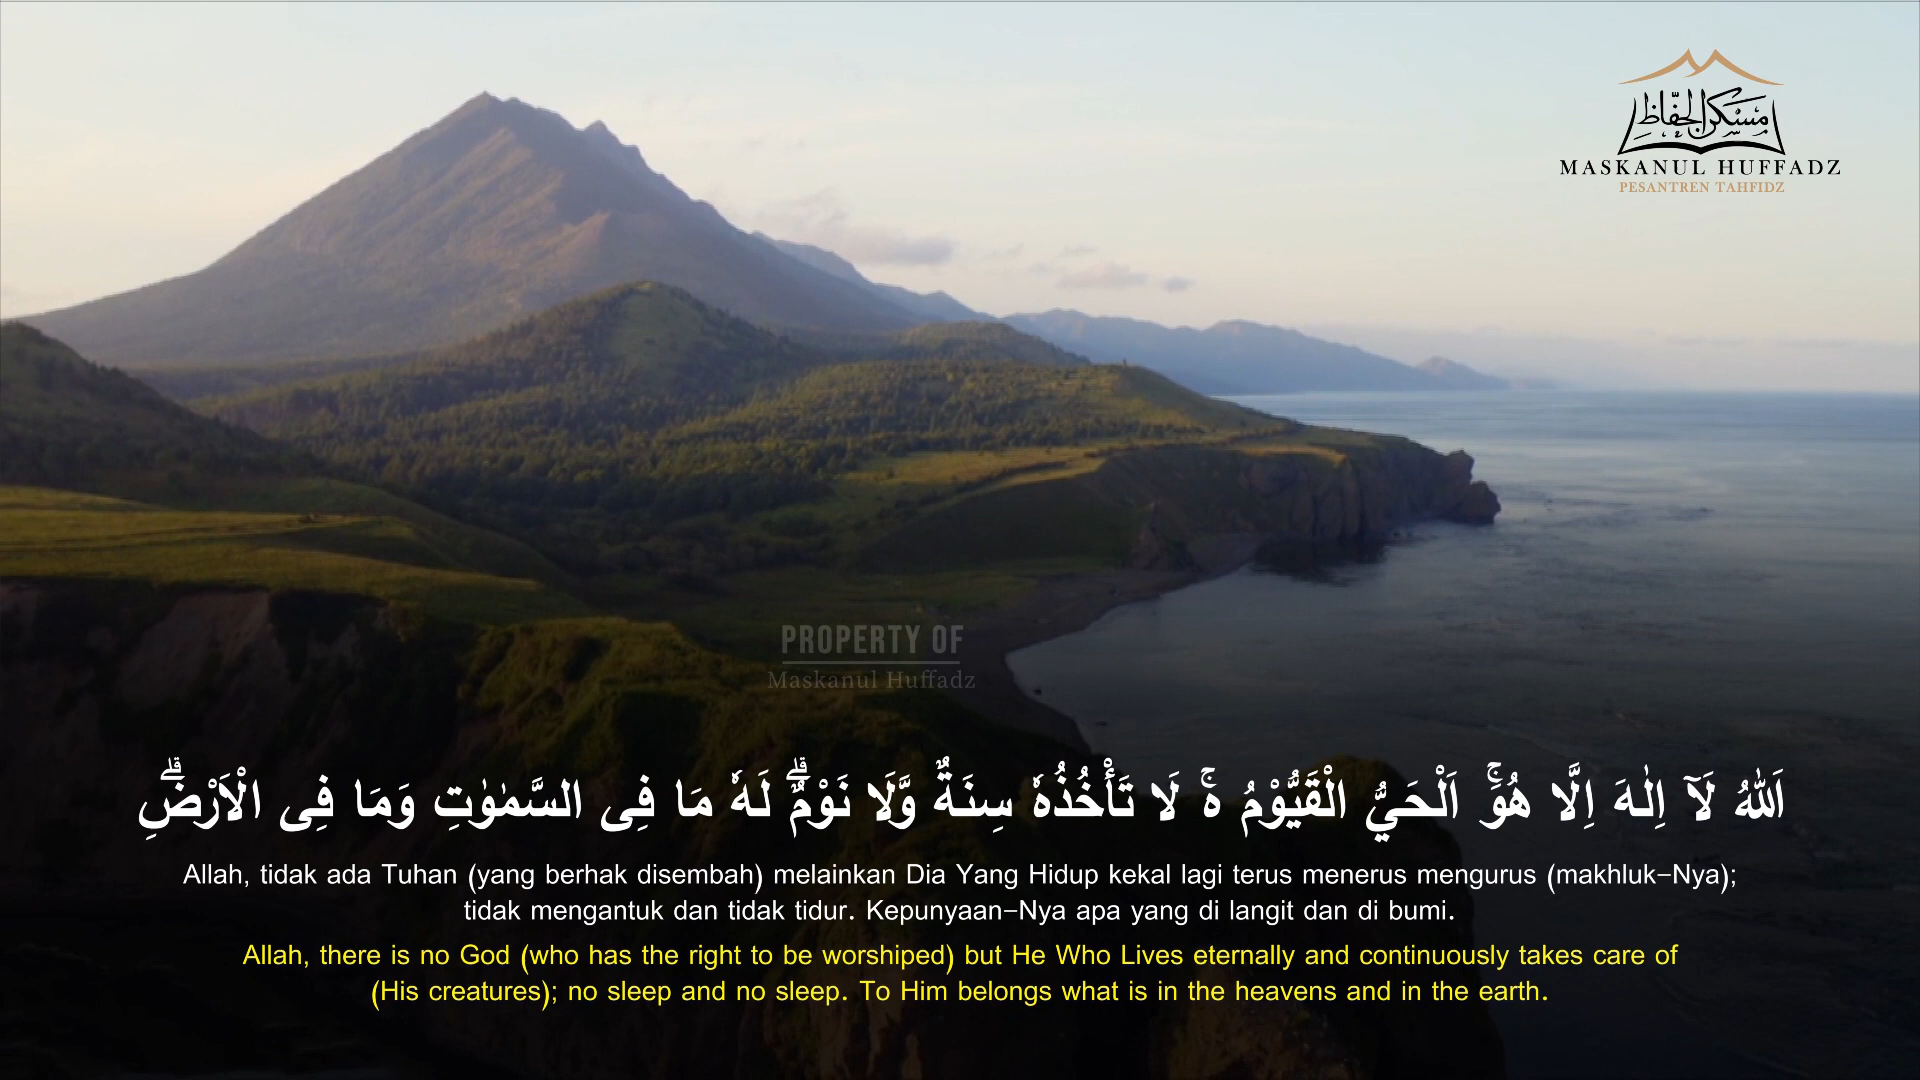 مسكن الحفاظ
MASKANUL HUFFADZ
PESANTREN TAHFIDZ
PROPERTY OF
Maskanul Huffadz
اَللّٰهُ لَآ اِلٰهَ اِلَّا هُوَۚ اَلْحَيُّ الْقَيُّوْمُ ەۚ لَا تَأْخُذُهٗ سِنَةٌ وَّلَا نَوْمٌۗ لَهٗ مَا فِى السَّمٰوٰتِ وَمَا فِى الْاَرْضِۗ
Allah, tidak ada Tuhan (yang berhak disembah) melainkan Dia Yang Hidup kekal lagi terus menerus mengurus (makhluk-Nya);
tidak mengantuk dan tidak tidur. Kepunyaan-Nya apa yang di langit dan di bumi.
Allah, there is no God (who has the right to be worshiped) but He Who Lives eternally and continuously takes care of
(His creatures); no sleep and no sleep. To Him belongs what is in the heavens and in the earth.